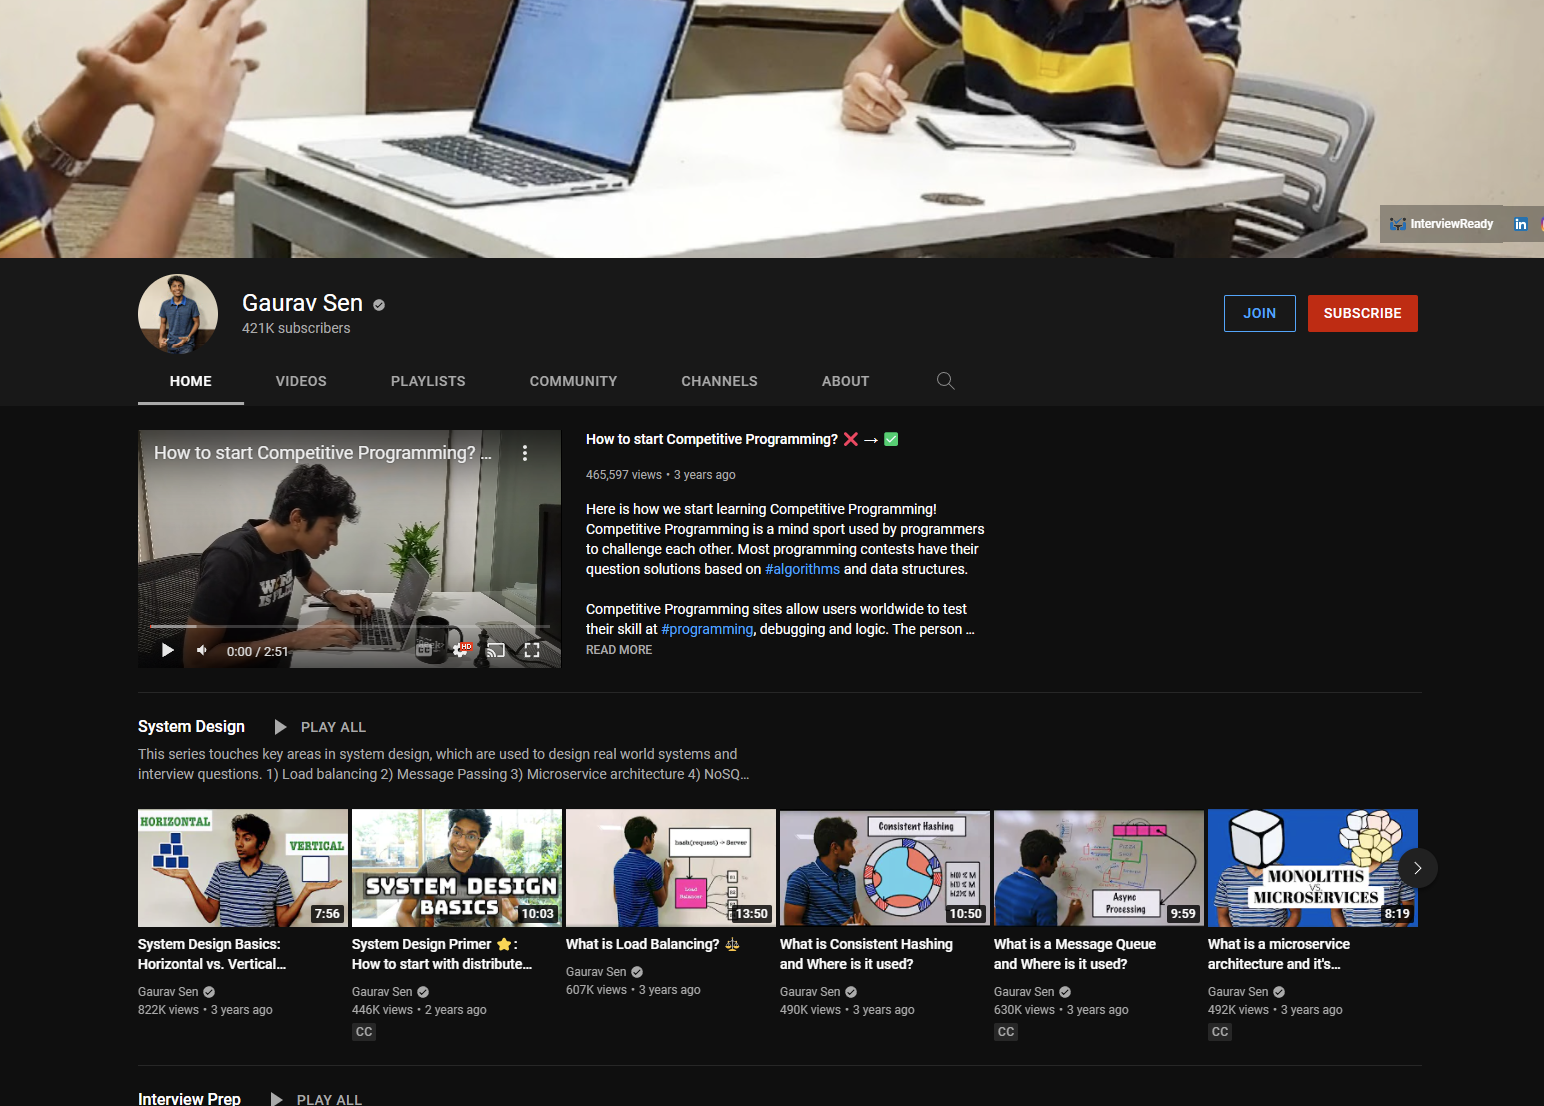 InterviewReady
in
Gaurav Sen
421K subscribers
JOIN
SUBSCRIBE
HOME
VIDEOS
PLAYLISTS
COMMUNITY
CHANNELS
ABOUT
How to start Competitive Programming? ...
0:00 / 2:51
CC
HD
How to start Competitive Programming? ❌ → ✅
465,597 views • 3 years ago
Here is how we start learning Competitive Programming!
Competitive Programming is a mind sport used by programmers
to challenge each other. Most programming contests have their
question solutions based on #algorithms and data structures.
Competitive Programming sites allow users worldwide to test
their skill at #programming, debugging and logic. The person ...
READ MORE
System Design
PLAY ALL
This series touches key areas in system design, which are used to design real world systems and
interview questions. 1) Load balancing 2) Message Passing 3) Microservice architecture 4) NoSQ...
HORIZONTAL
VERTICAL
7:56
System Design Basics:
Horizontal vs. Vertical...
Gaurav Sen
822K views • 3 years ago
SYSTEM DESIGN
BASICS
10:03
System Design Primer ⭐ :
How to start with distribute...
Gaurav Sen
446K views • 2 years ago
CC
hash(request) -> Server
Load
Balancer
13:50
What is Load Balancing? ⚖️
Gaurav Sen
607K views • 3 years ago
Consistent Hashing
10:50
What is Consistent Hashing
and Where is it used?
Gaurav Sen
490K views • 3 years ago
PIZZA
Async
Processing
9:59
What is a Message Queue
and Where is it used?
Gaurav Sen
630K views • 3 years ago
CC
MONOLITHS
VS.
MICROSERVICES
8:19
What is a microservice
architecture and it's...
Gaurav Sen
492K views • 3 years ago
CC
Interview Prep
PLAY ALL